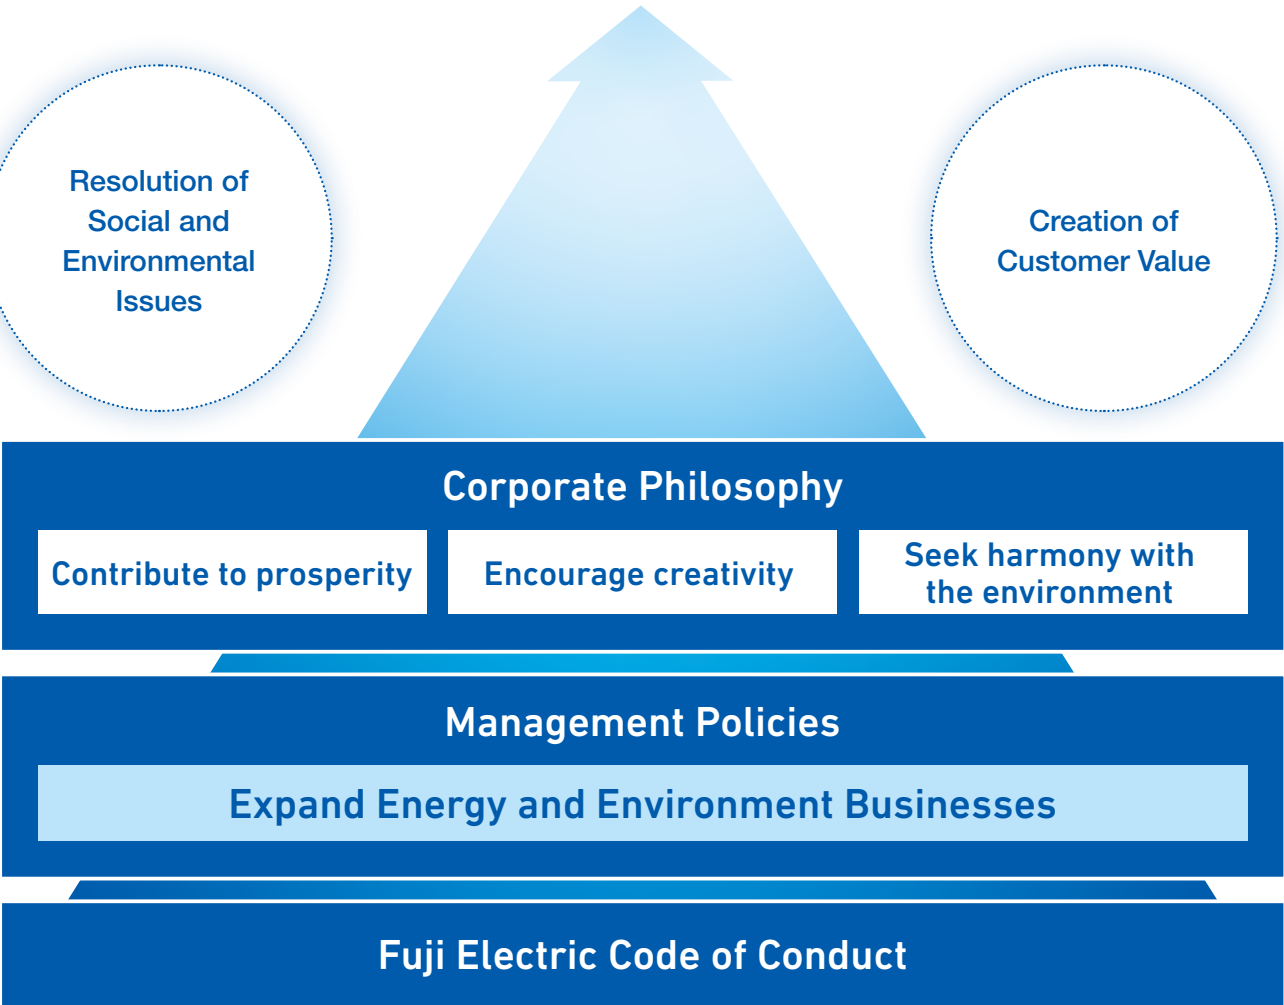 Resolution of
Social and
Environmental
Issues
Creation of
Customer Value
Corporate Philosophy
Contribute to prosperity
Encourage creativity
Seek harmony with
the environment
Management Policies
Expand Energy and Environment Businesses
Fuji Electric Code of Conduct